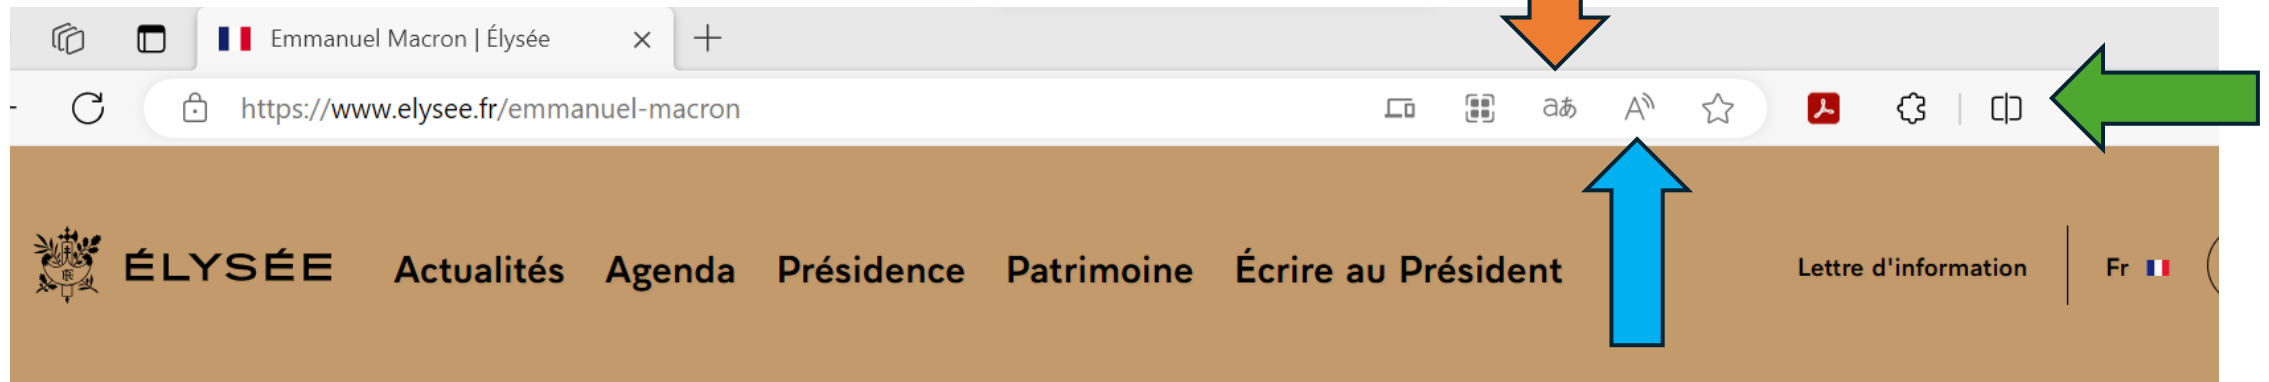 Emmanuel Macron | Élysée
https://www.elysee.fr/emmanuel-macron
aあ A
ÉLYSÉE Actualités Agenda Présidence Patrimoine Écrire au Président Lettre d'information Fr